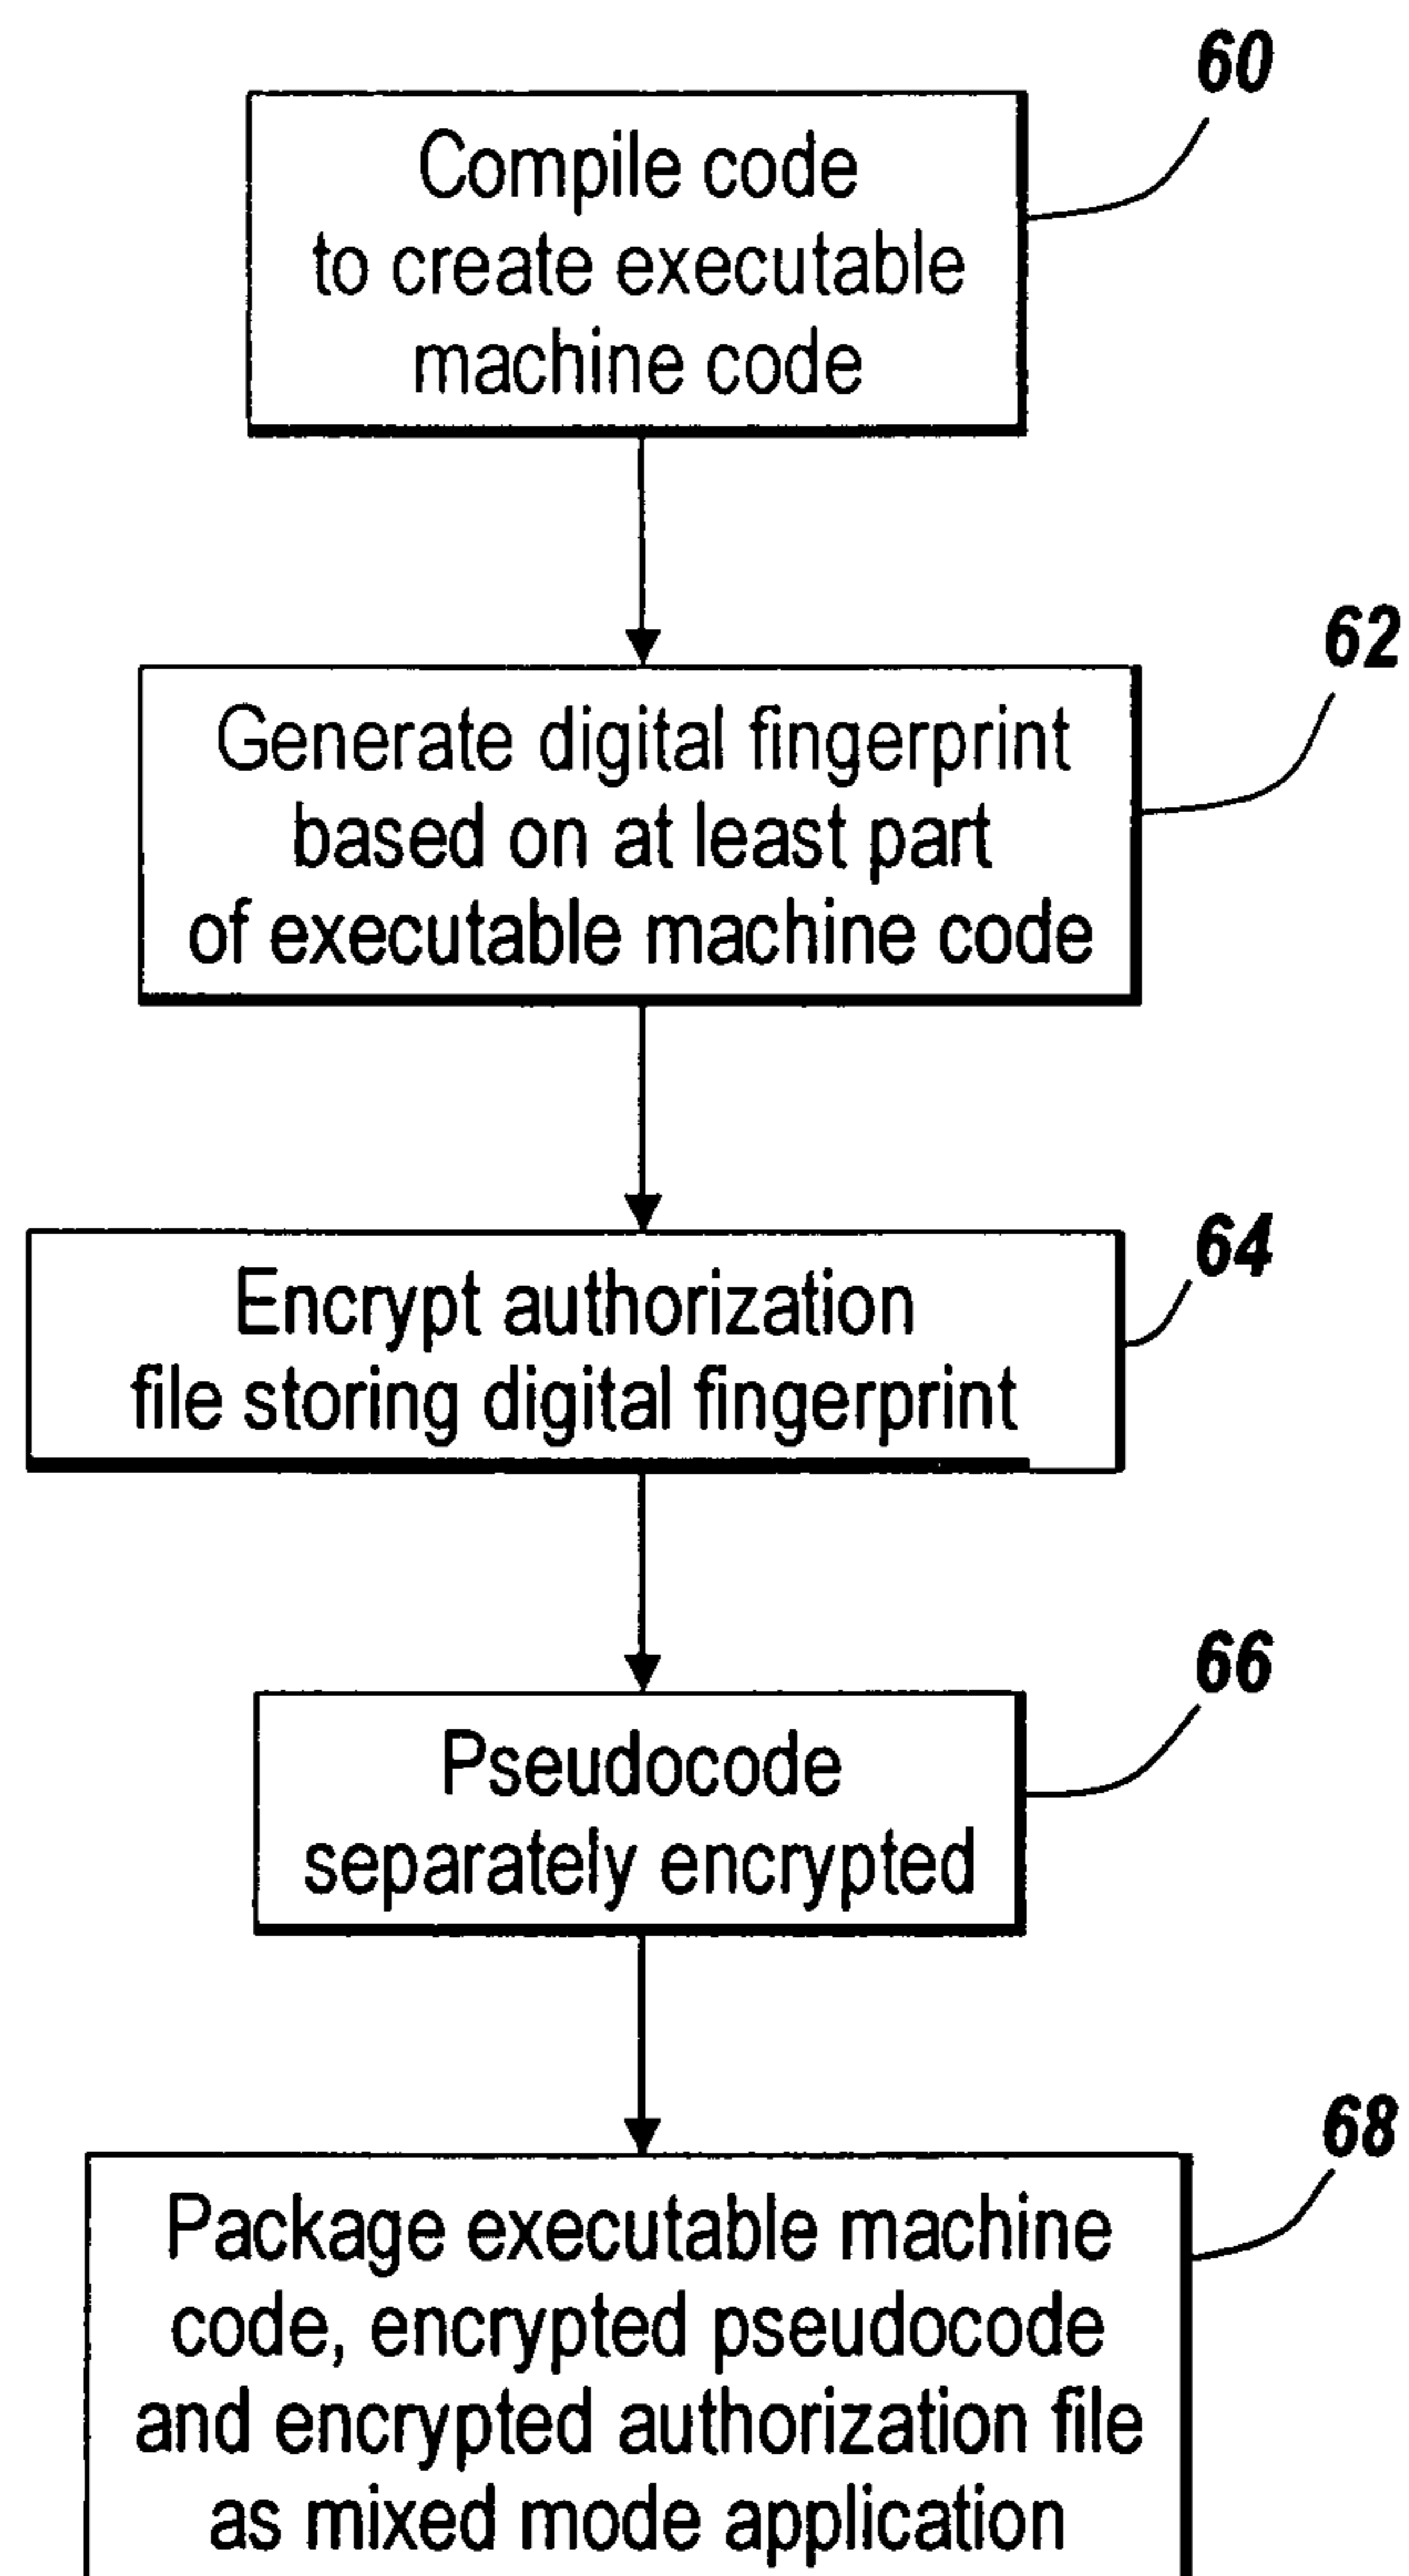 60
Compile code
to create executable
machine code
62
Generate digital fingerprint
based on at least part
of executable machine code
64
Encrypt authorization
file storing digital fingerprint
66
Pseudocode
separately encrypted
68
Package executable machine
code, encrypted pseudocode
and encrypted authorization file
as mixed mode application